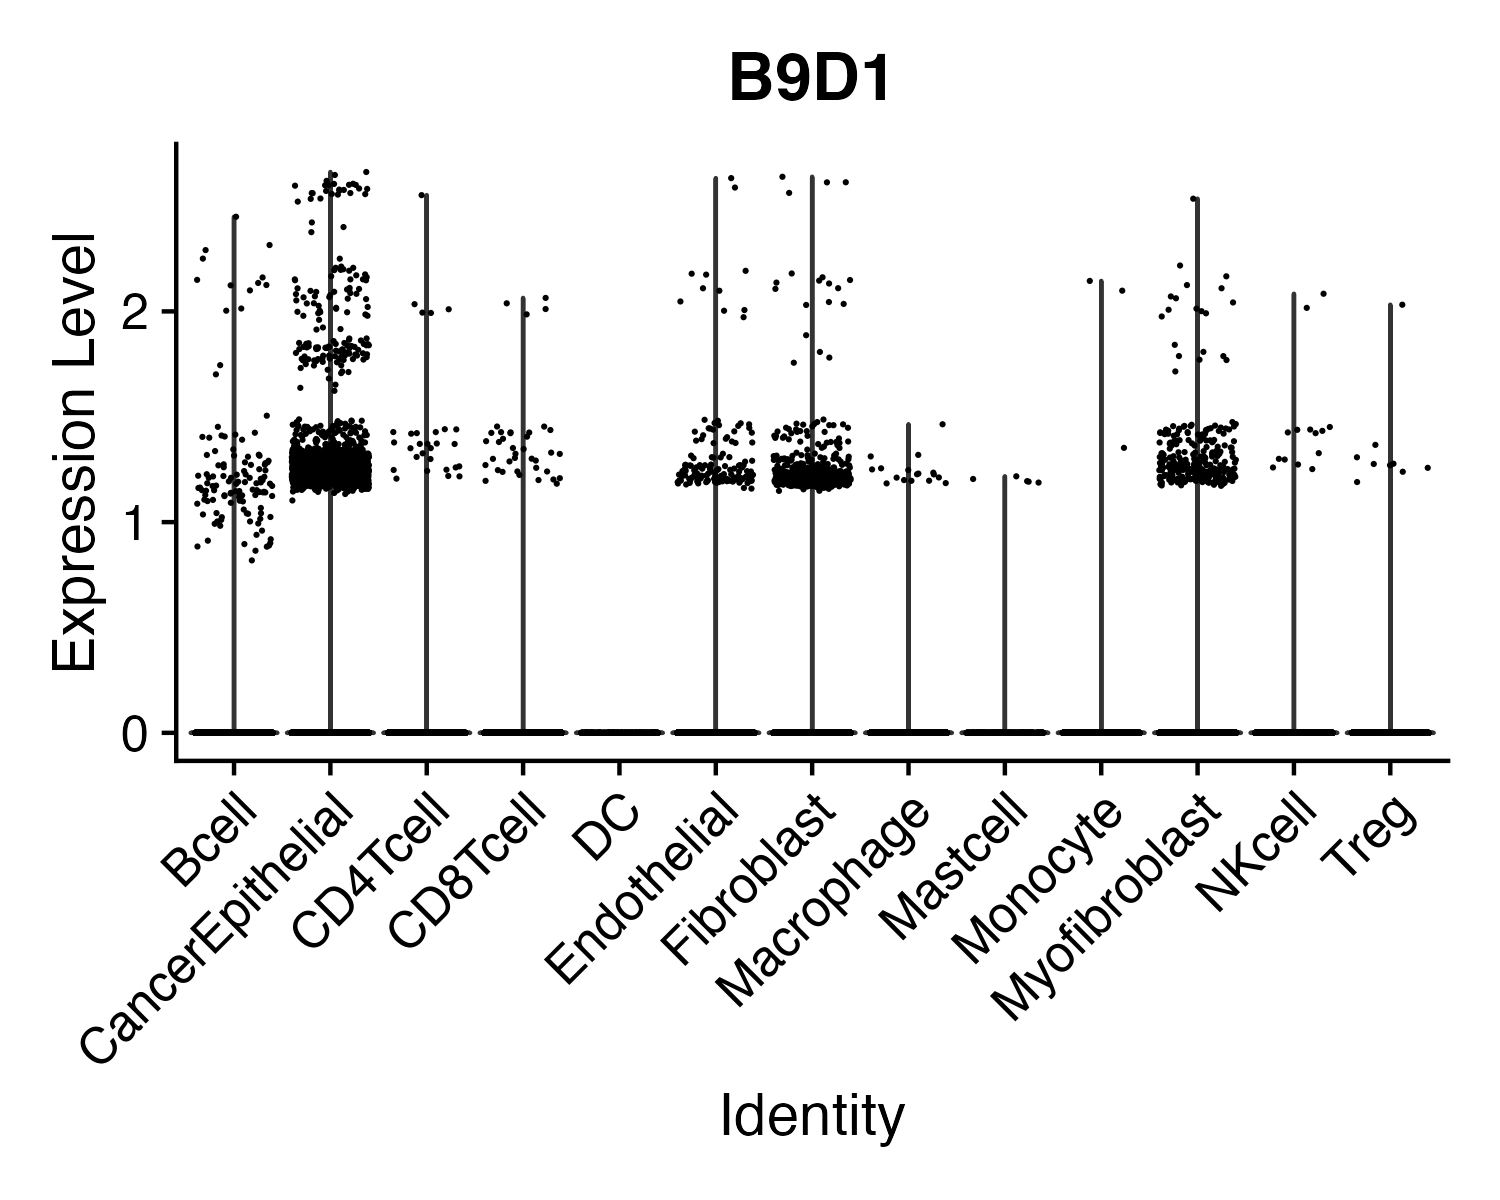 B9D1
Expression Level
2
1
0
Bcell
CancerEpithelial
CD4Tcell
CD8Tcell
DC
Endothelial
Fibroblast
Macrophage
Mastcell
Monocyte
Myofibroblast
NKcell
Treg
Identity